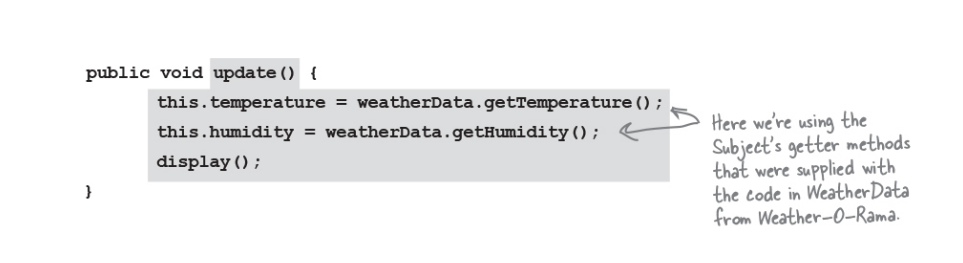 public void update() {
this.temperature = weatherData.getTemperature();
this.humidity = weatherData.getHumidity();
display();
}
Here we're using the
Subject's getter methods
that were supplied with
the code in WeatherData
from Weather-O-Rama.